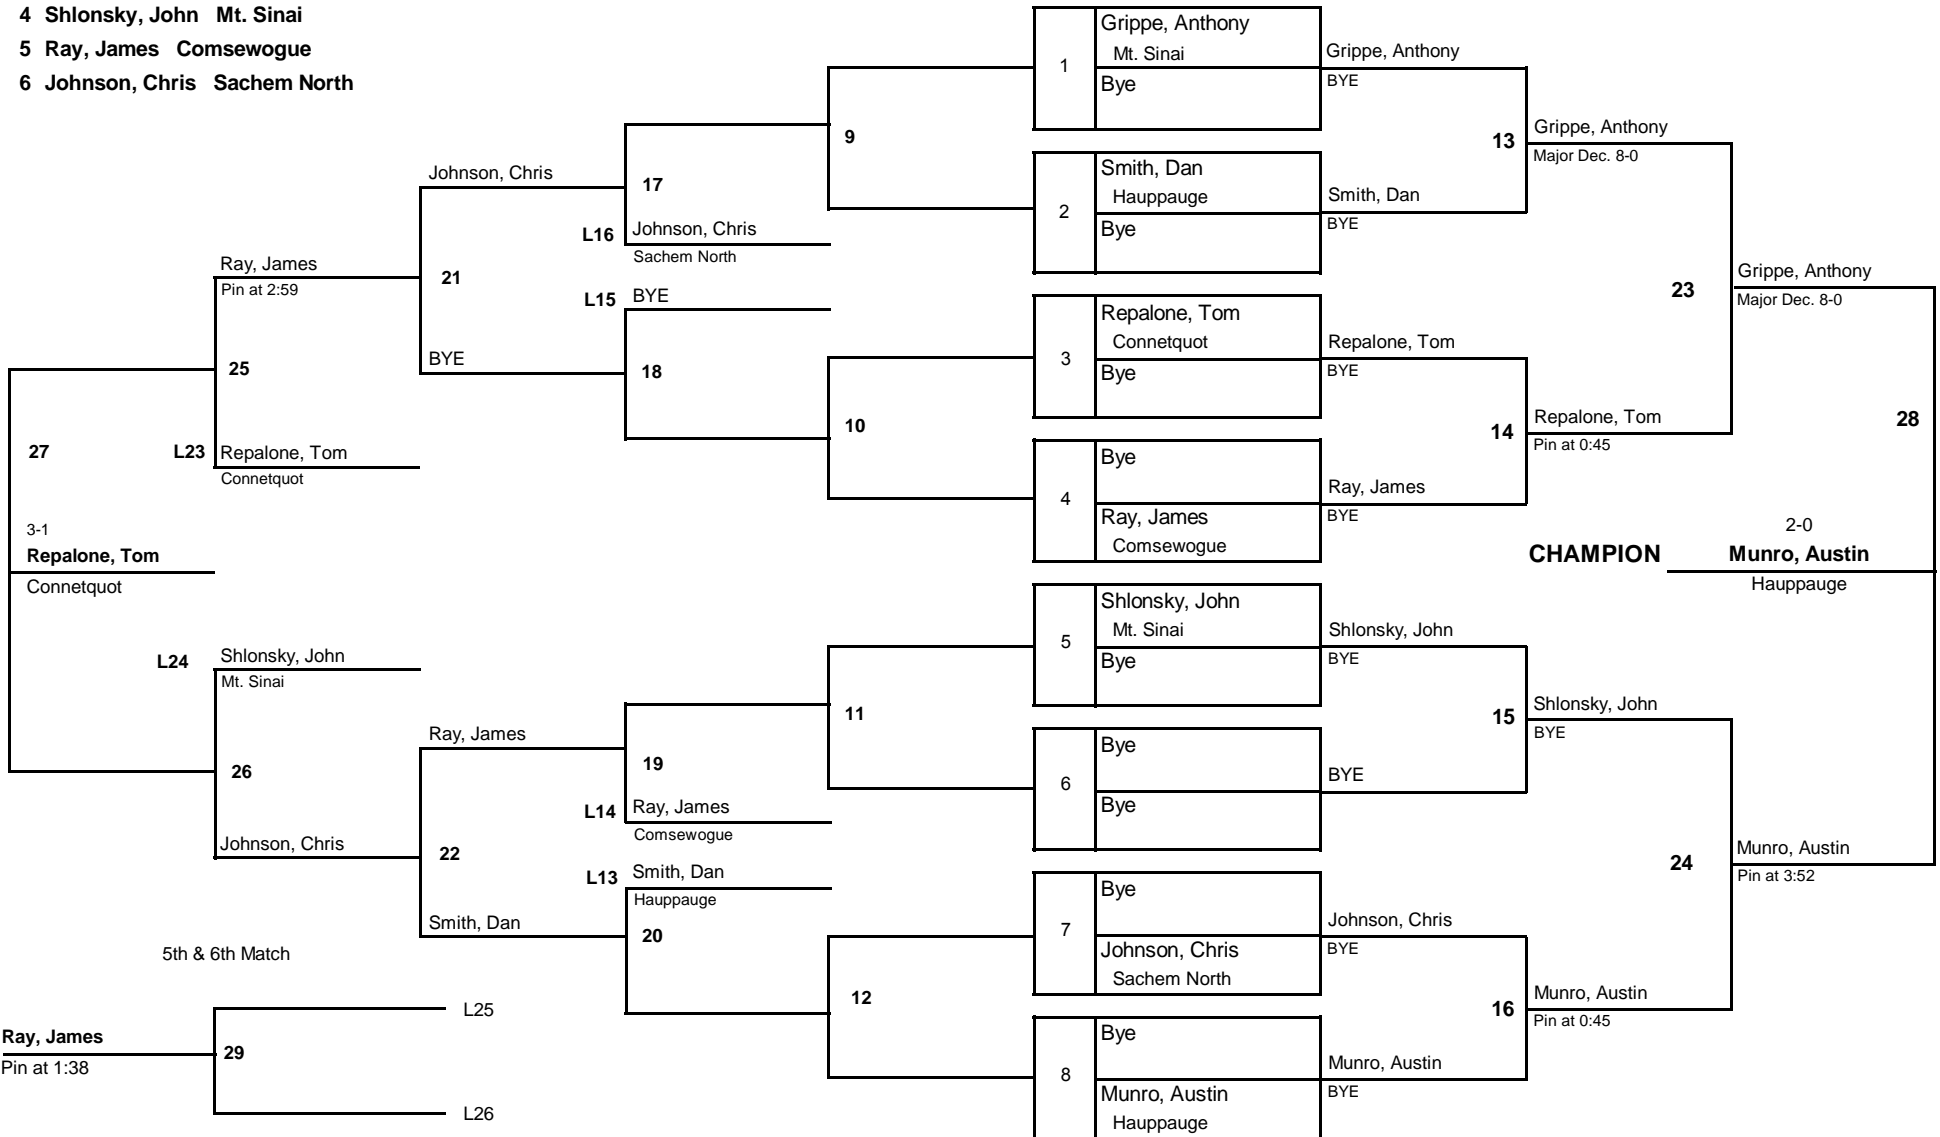 4 Shlonsky, John Mt. Sinai
5 Ray, James Comsewogue
6 Johnson, Chris Sachem North
Johnson, Chris
17
L16
Johnson, Chris
Sachem North
9
Ray, James
Pin at 2:59
21
L15
BYE
BYE
18
10
25
L23
Repalone, Tom
Connetquot
27
3-1
Repalone, Tom
Connetquot
L24
Shlonsky, John
Mt. Sinai
26
Johnson, Chris
Ray, James
19
L14
Ray, James
Comsewogue
11
22
L13
Smith, Dan
Hauppauge
Smith, Dan
20
12
5th & 6th Match
L25
Ray, James
Pin at 1:38
29
L26
1
Grippe, Anthony
Mt. Sinai
Bye
Grippe, Anthony
BYE
2
Smith, Dan
Hauppauge
Bye
Smith, Dan
BYE
13
Grippe, Anthony
Major Dec. 8-0
3
Repalone, Tom
Connetquot
Bye
Repalone, Tom
BYE
4
Bye
Ray, James
Comsewogue
Ray, James
BYE
14
Repalone, Tom
Pin at 0:45
23
Grippe, Anthony
Major Dec. 8-0
28
2-0
CHAMPION Munro, Austin
Hauppauge
5
Shlonsky, John
Mt. Sinai
Bye
Shlonsky, John
BYE
6
Bye
Bye
BYE
15
Shlonsky, John
BYE
7
Bye
Johnson, Chris
Sachem North
Johnson, Chris
BYE
8
Bye
Munro, Austin
Hauppauge
Munro, Austin
BYE
16
Munro, Austin
Pin at 0:45
24
Munro, Austin
Pin at 3:52